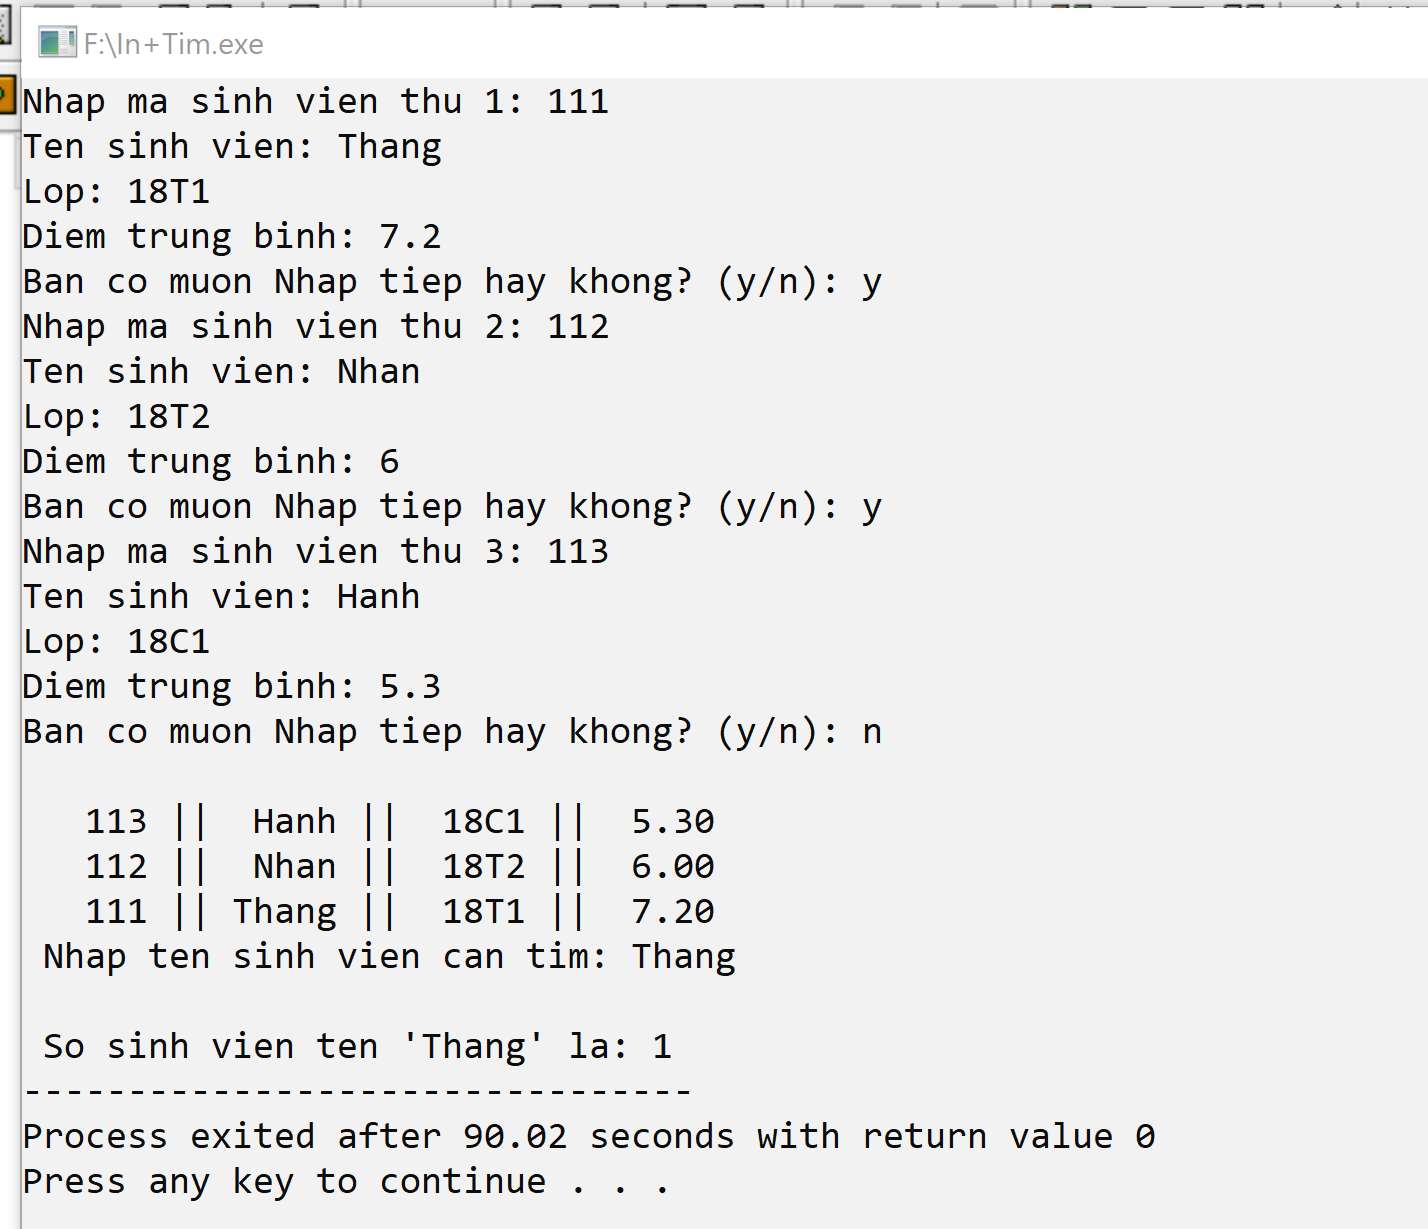 F:\In+Tim.exe
Nhap ma sinh vien thu 1: 111
Ten sinh vien: Thang
Lop: 18T1
Diem trung binh: 7.2
Ban co muon Nhap tiep hay khong? (y/n): y
Nhap ma sinh vien thu 2: 112
Ten sinh vien: Nhan
Lop: 18T2
Diem trung binh: 6
Ban co muon Nhap tiep hay khong? (y/n): y
Nhap ma sinh vien thu 3: 113
Ten sinh vien: Hanh
Lop: 18C1
Diem trung binh: 5.3
Ban co muon Nhap tiep hay khong? (y/n): n
113 || Hanh || 18C1 || 5.30
112 || Nhan || 18T2 || 6.00
111 || Thang || 18T1 || 7.20
Nhap ten sinh vien can tim: Thang
So sinh vien ten 'Thang' la: 1
--------------------------------
Process exited after 90.02 seconds with return value 0
Press any key to continue . . .